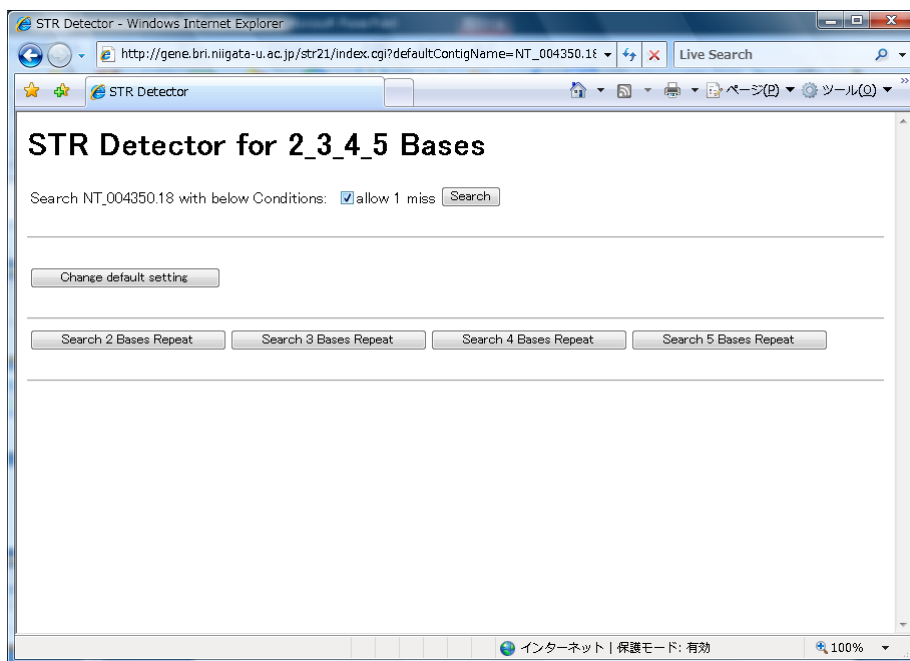 STR Detector - Windows Internet Explorer
http://gene.bri.niigata-u.ac.jp/str21/index.cgi?defaultContigName=NT_004350.18
Live Search
STR Detector
ページ(P)
ツール(O)
STR Detector for 2_3_4_5 Bases
Search NT_004350.18 with below Conditions: allow 1 miss Search
Change default setting
Search 2 Bases Repeat Search 3 Bases Repeat Search 4 Bases Repeat Search 5 Bases Repeat
インターネット | 保護モード: 有効 100%